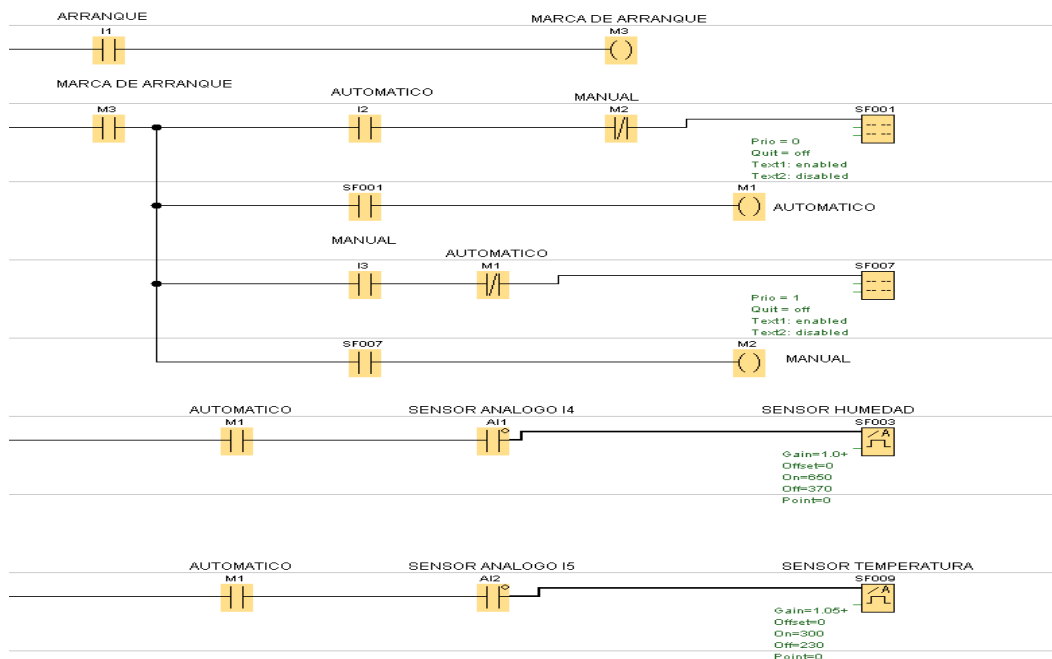 ARRANQUE
MARCA DE ARRANQUE
I1
M3
MARCA DE ARRANQUE
AUTOMATICO
MANUAL
M3
I2
M2
SF001
Prio = 0
Quit = off
Text1: enabled
Text2: disabled
SF001
M1
AUTOMATICO
MANUAL
AUTOMATICO
I3
M1
SF007
Prio = 1
Quit = off
Text1: enabled
Text2: disabled
SF007
M2
MANUAL
AUTOMATICO
SENSOR ANALOGO I4
SENSOR HUMEDAD
M1
AI1
SF003
A
Gain=1.0+
Offset=0
On=650
Off=370
Point=0
AUTOMATICO
SENSOR ANALOGO I5
SENSOR TEMPERATURA
M1
AI2
SF009
A
Gain=1.05+
Offset=0
On=300
Off=230
Point=0